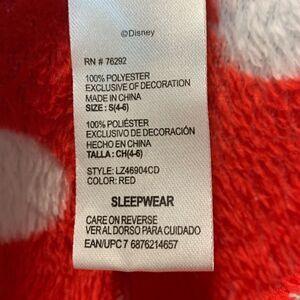 ©Disney
RN # 76292
100% POLYESTER
EXCLUSIVE OF DECORATION
MADE IN CHINA
SIZE : S(4-6)
100% POLIÉSTER
EXCLUSIVO DE DECORACIÓN
HECHO EN CHINA
TALLA : CH(4-6)
STYLE: LZ46904CD
COLOR: RED
SLEEPWEAR
CARE ON REVERSE
VER AL DORSO PARA CUIDADO
EAN/UPC 7 6876214657